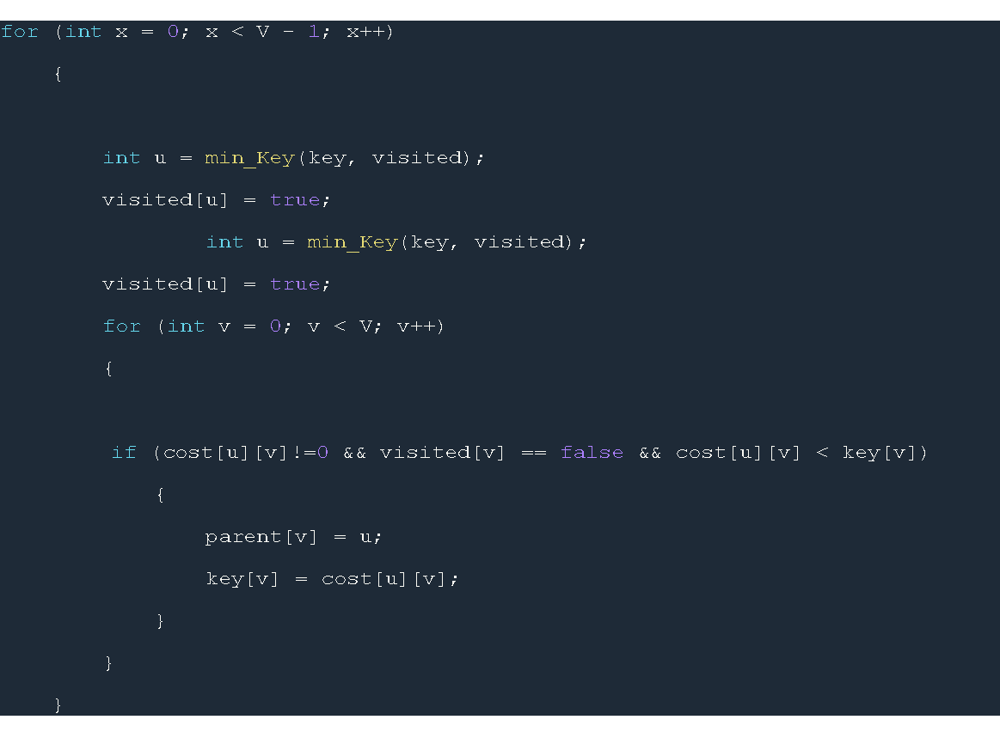 for (int x = 0; x < V - 1; x++)
{
int u = min_Key(key, visited);
visited[u] = true;
int u = min_Key(key, visited);
visited[u] = true;
for (int v = 0; v < V; v++)
{
if (cost[u][v]!=0 && visited[v] == false && cost[u][v] < key[v])
{
parent[v] = u;
key[v] = cost[u][v];
}
}
}